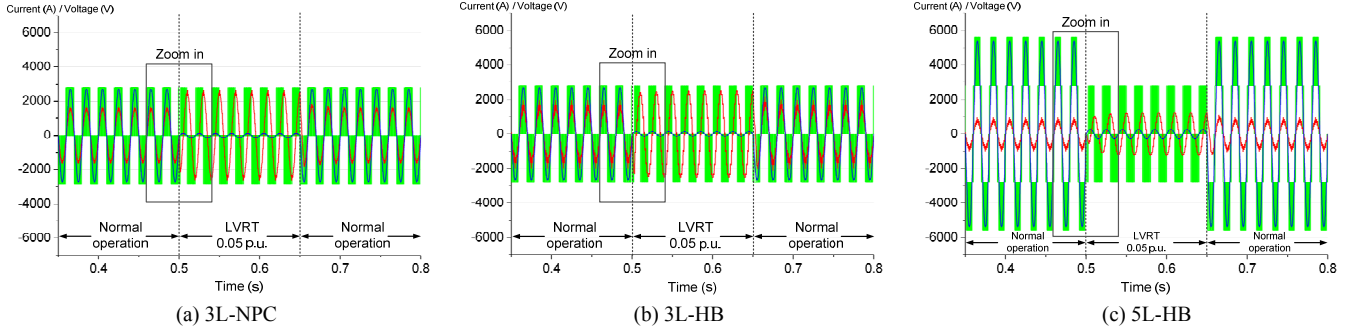 Current (A) / Voltage (V)
6000
4000
2000
0
-2000
-4000
-6000
Zoom in
Normal
operation
LVRT
0.05 p.u.
Normal
operation
0.4
0.5
0.6
0.7
0.8
Time (s)
(a) 3L-NPC
Current (A) / Voltage (V)
6000
4000
2000
0
-2000
-4000
-6000
Zoom in
Normal
operation
LVRT
0.05 p.u.
Normal
operation
0.4
0.5
0.6
0.7
0.8
Time (s)
(b) 3L-HB
Current (A) / Voltage (V)
6000
4000
2000
0
-2000
-4000
-6000
Zoom in
Normal
operation
LVRT
0.05 p.u.
Normal
operation
0.4
0.5
0.6
0.7
0.8
Time (s)
(c) 5L-HB